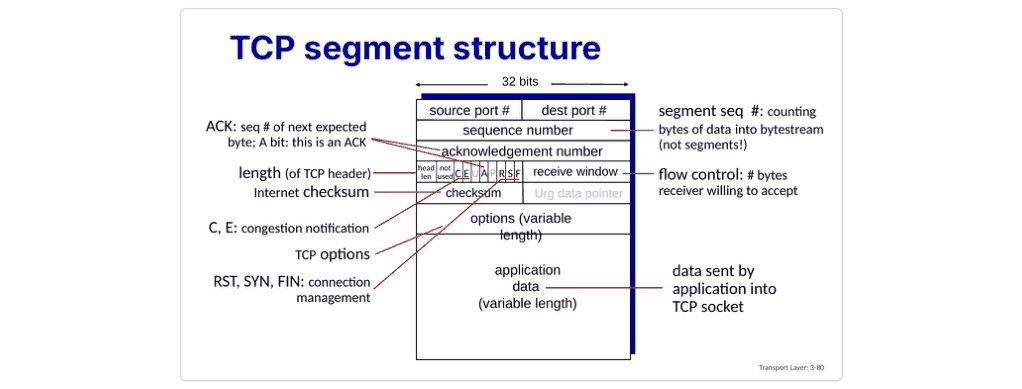 TCP segment structure
32 bits
source port # dest port #
sequence number
acknowledgement number
head len not used C E U A P R S F receive window
checksum Urg data pointer
options (variable
length)
application
data
(variable length)
ACK: seq # of next expected
byte; A bit: this is an ACK
length (of TCP header)
Internet checksum
C, E: congestion notification
TCP options
RST, SYN, FIN: connection
management
segment seq #: counting
bytes of data into bytestream
(not segments!)
flow control: # bytes
receiver willing to accept
data sent by
application into
TCP socket
Transport Layer: 3-80